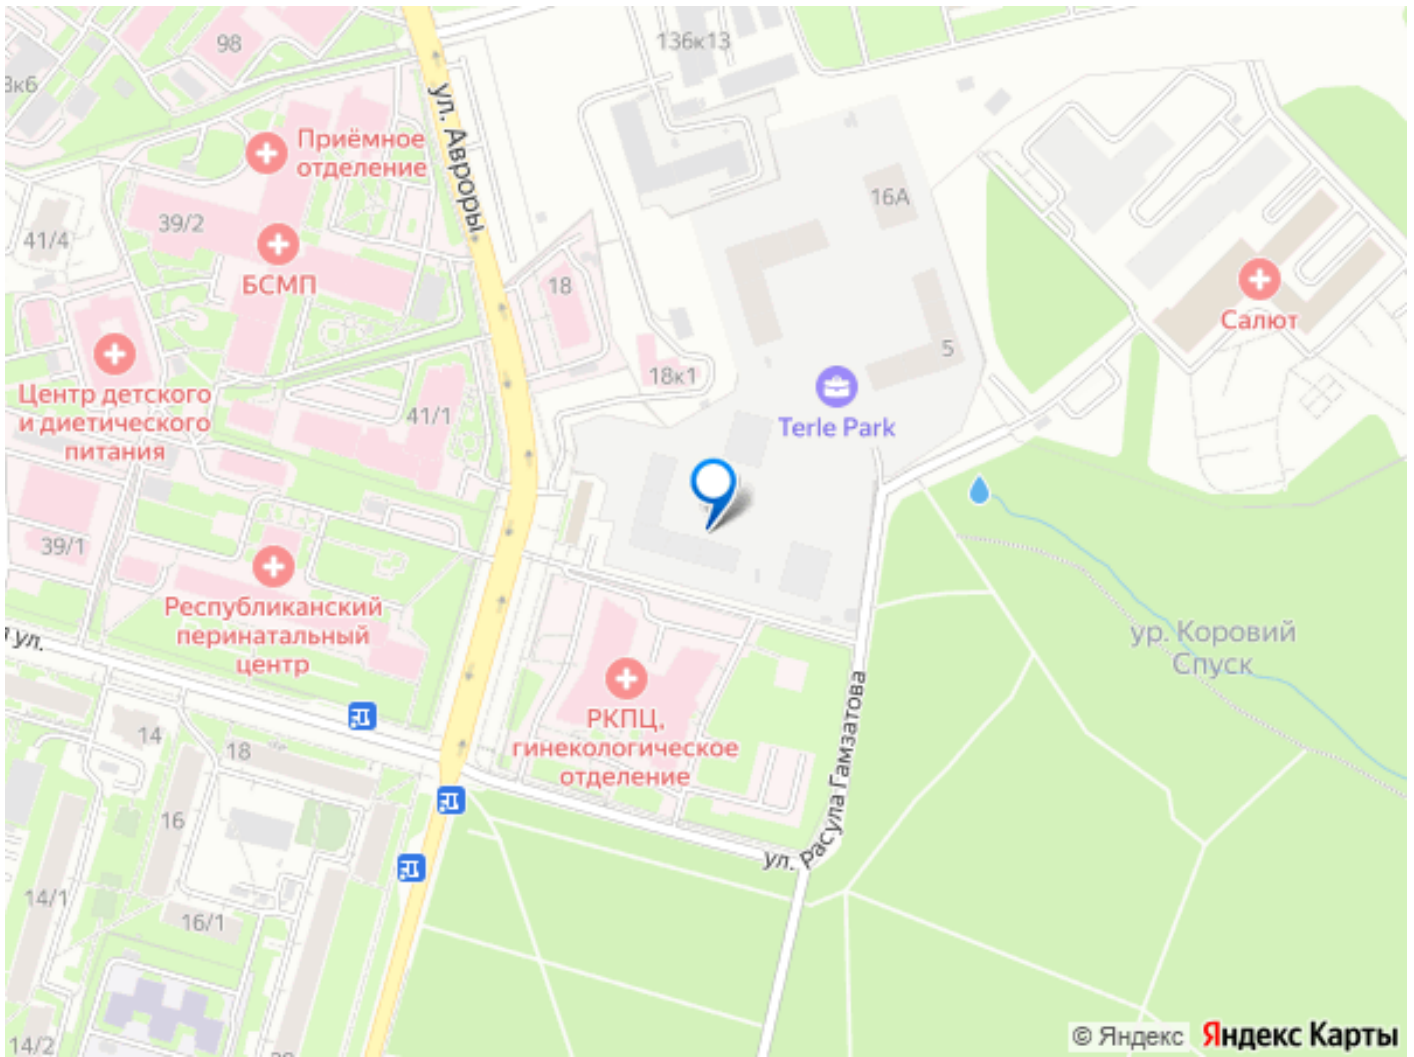 98
136к13
3к6
ул. Авроры
Приёмное
отделение
39/2
16А
41/4
БСМП
18
Салют
5
18к1
Центр детского
и диетического
питания
41/1
Terle Park
39/1
Республиканский
перинатальный
центр
ул.
ур. Коровий
Спуск
РКПЦ,
гинекологическое
отделение
ул. Расула Гамзатова
14
18
16
14/1
16/1
14/2
© Яндекс Яндекс Карты